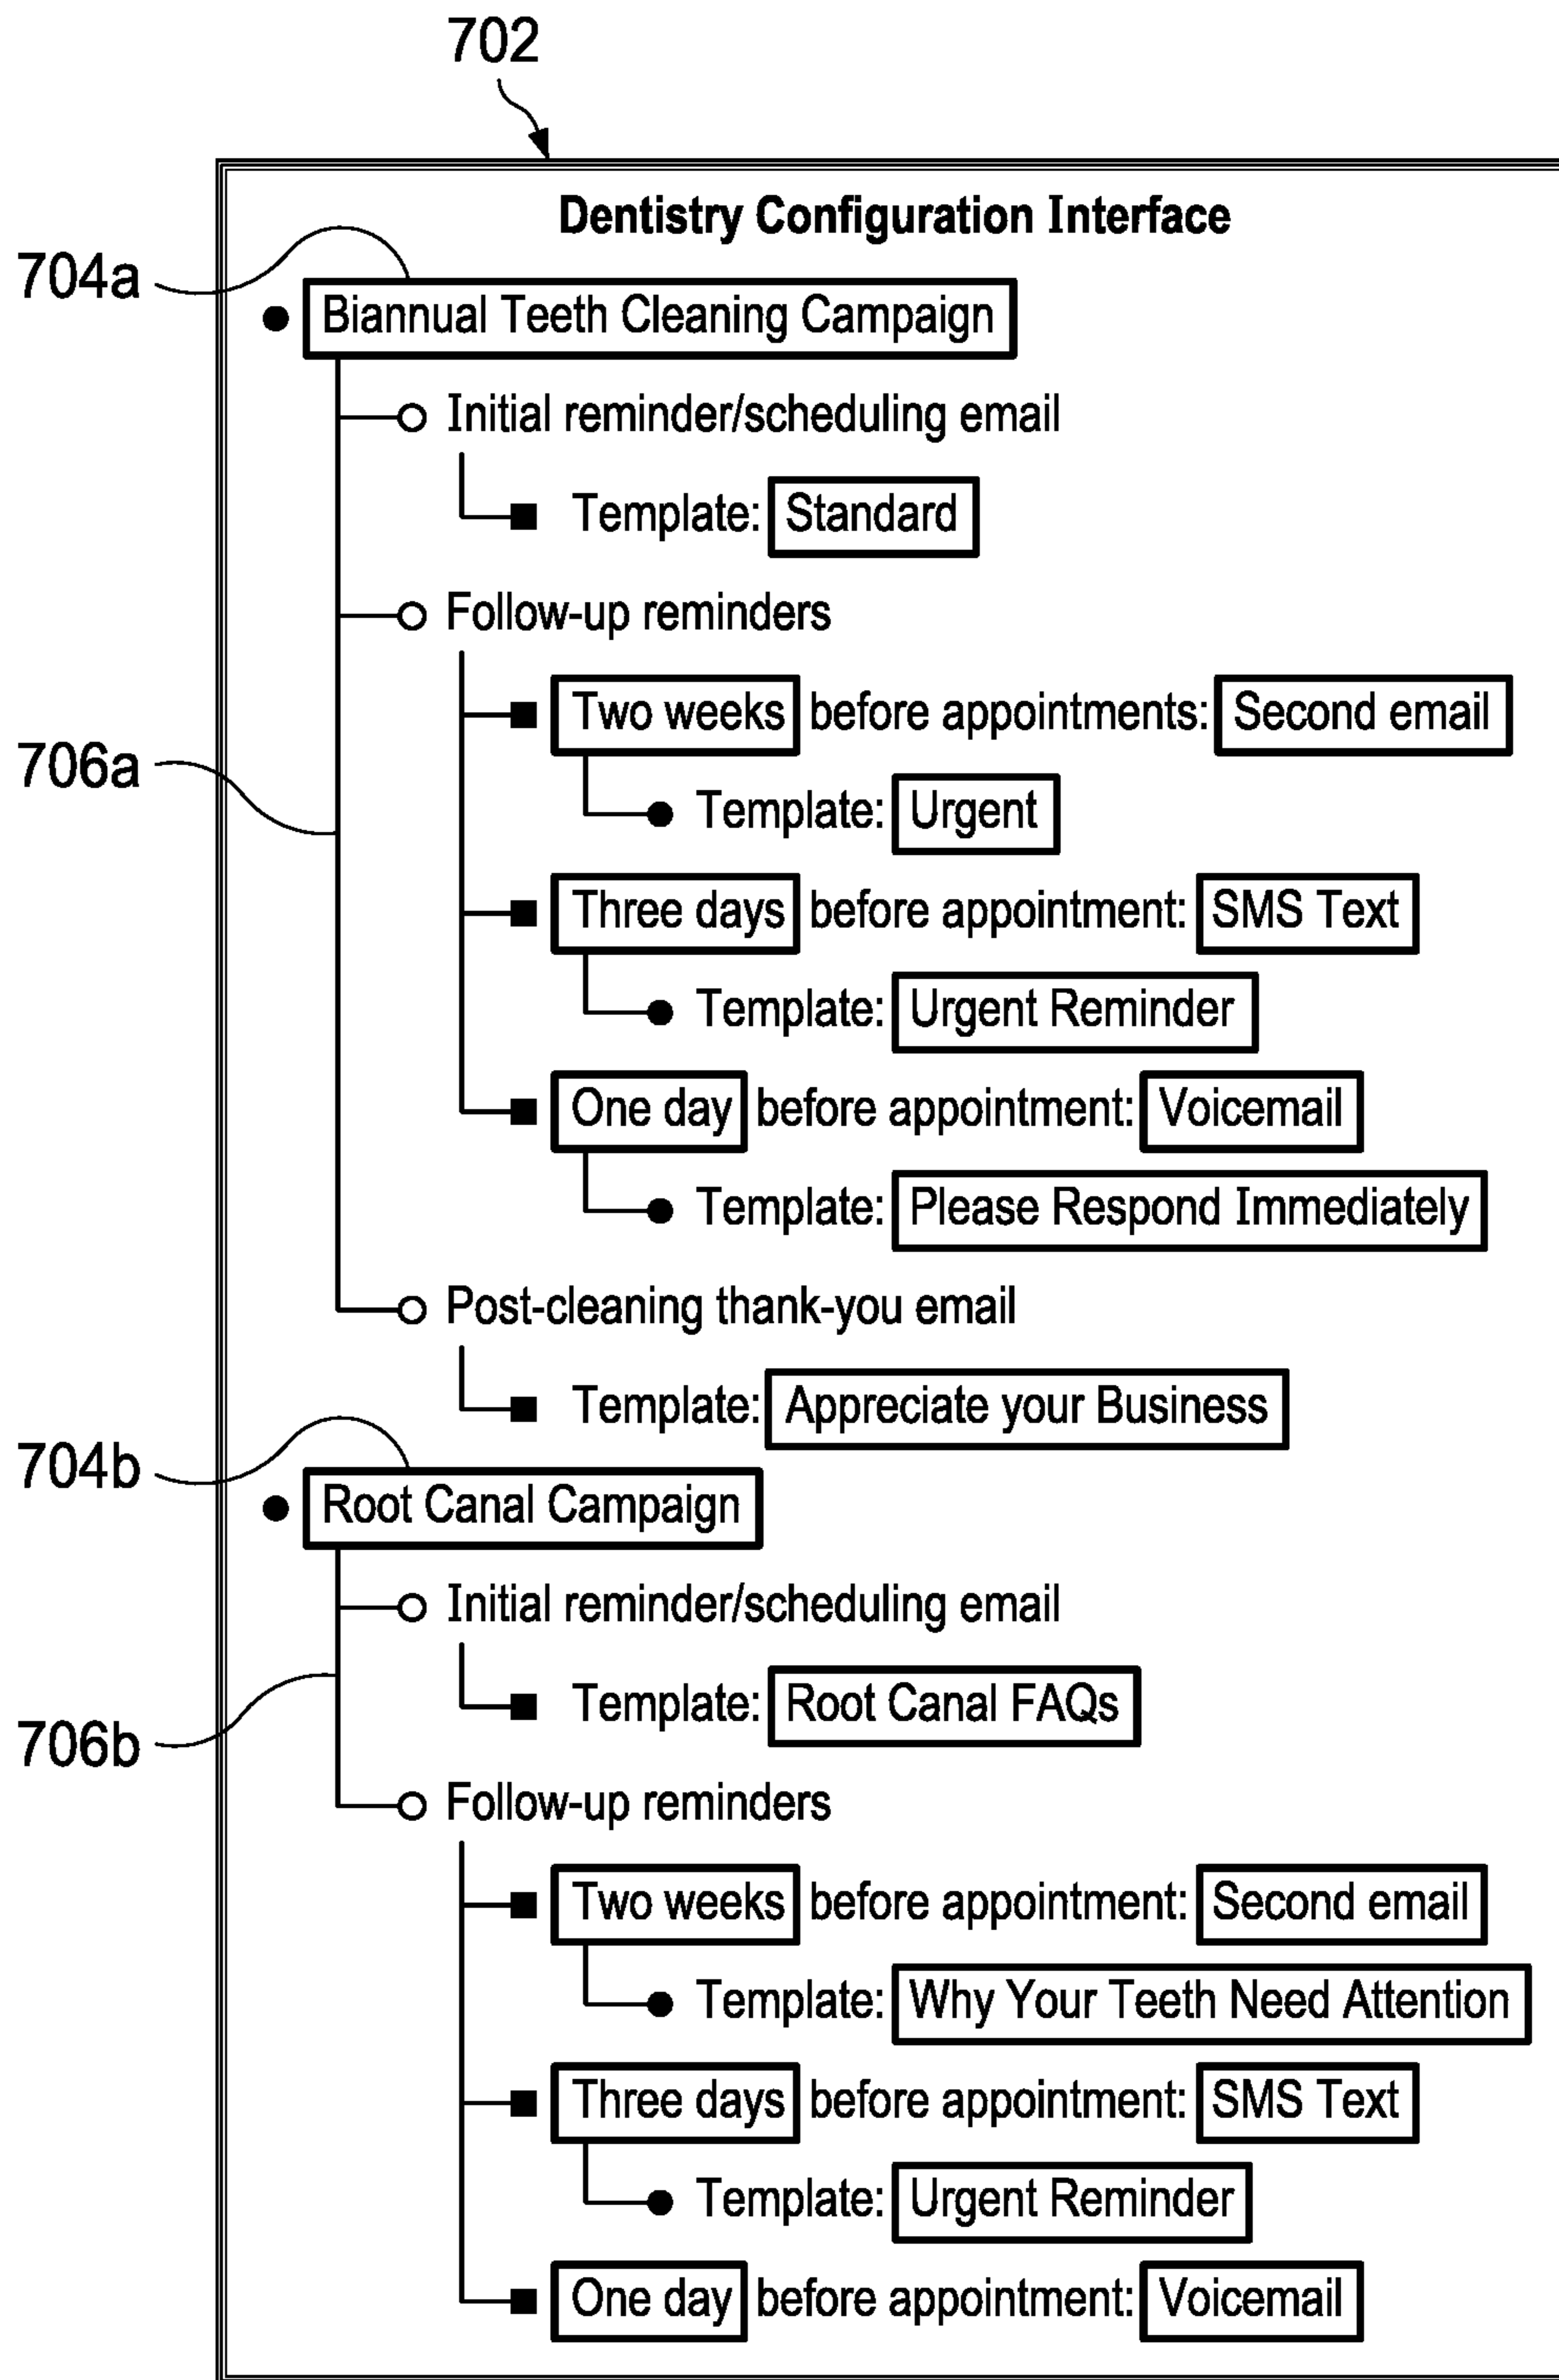 702
Dentistry Configuration Interface
704a
Biannual Teeth Cleaning Campaign
Initial reminder/scheduling email
Template: Standard
Follow-up reminders
Two weeks before appointments: Second email
706a
Template: Urgent
Three days before appointment: SMS Text
Template: Urgent Reminder
One day before appointment: Voicemail
Template: Please Respond Immediately
Post-cleaning thank-you email
Template: Appreciate your Business
704b
Root Canal Campaign
Initial reminder/scheduling email
Template: Root Canal FAQs
706b
Follow-up reminders
Two weeks before appointment: Second email
Template: Why Your Teeth Need Attention
Three days before appointment: SMS Text
Template: Urgent Reminder
One day before appointment: Voicemail